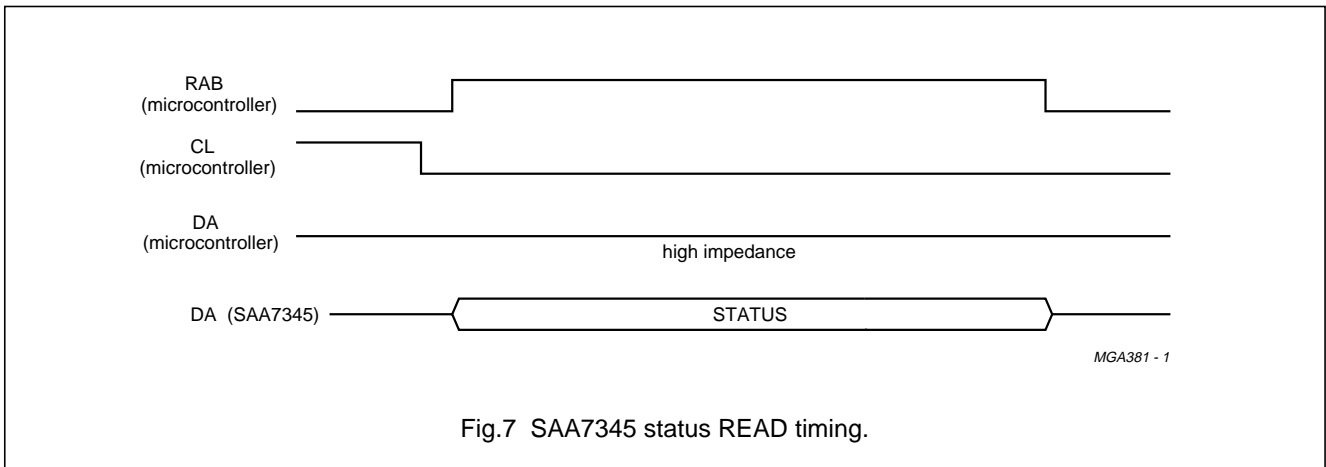 RAB
(microcontroller)
CL
(microcontroller)
DA
(microcontroller)
high impedance
DA (SAA7345)
STATUS
MGA381 - 1
Fig.7 SAA7345 status READ timing.